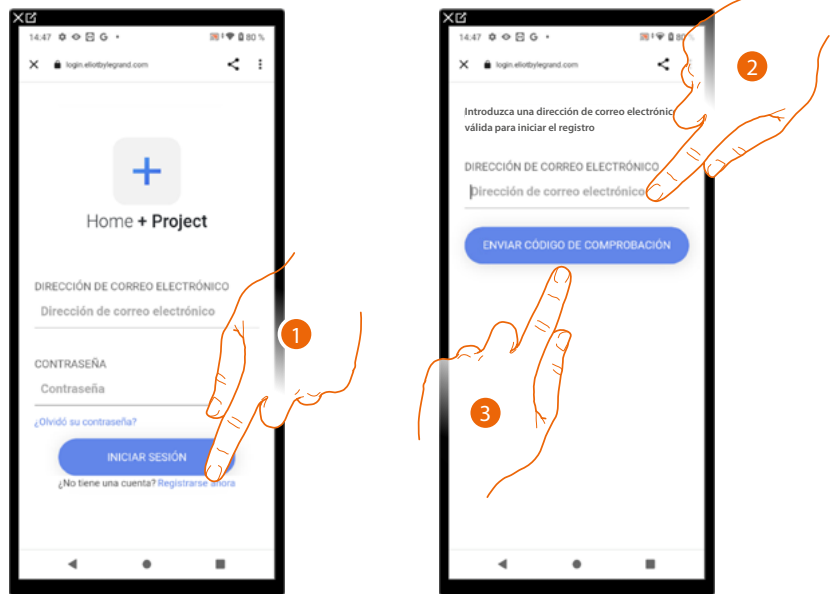 14:47 G
80 %
login.eliotbylegrand.com
Home + Project
DIRECCIÓN DE CORREO ELECTRÓNICO
Dirección de correo electrónico
CONTRASEÑA
Contraseña
¿Olvidó su contraseña?
INICIAR SESIÓN
¿No tiene una cuenta? Registrarse ahora
1
14:47 G
80
login.eliotbylegrand.com
2
Introduzca una dirección de correo electrónic
válida para iniciar el registro
DIRECCIÓN DE CORREO ELECTRÓNICO
Dirección de correo electrónico
ENVIAR CÓDIGO DE COMPROBACIÓN
3